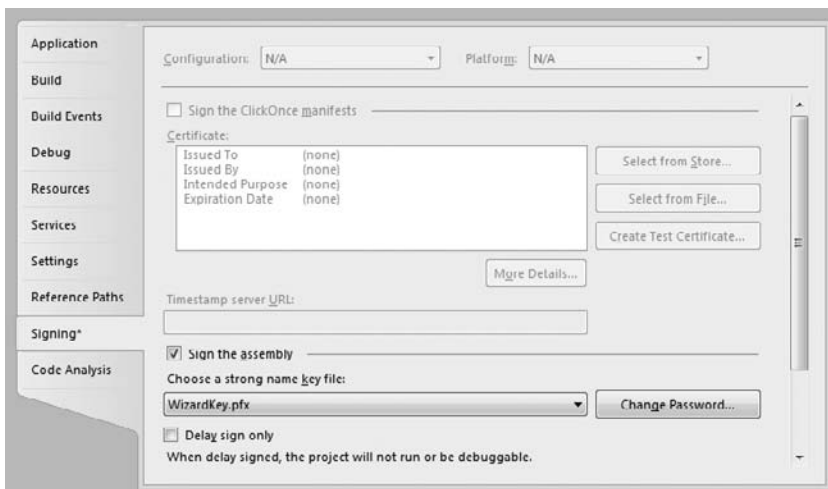 Application
Build
Build Events
Debug
Resources
Services
Settings
Reference Paths
Signing*
Code Analysis
Configuration: N/A Platform: N/A
Sign the ClickOnce manifests
Certificate:
Issued To (none)
Issued By (none)
Intended Purpose (none)
Expiration Date (none)
Select from Store...
Select from File...
Create Test Certificate...
More Details...
Timestamp server URL:
Sign the assembly
Choose a strong name key file:
WizardKey.pfx
Change Password...
Delay sign only
When delay signed, the project will not run or be debuggable.